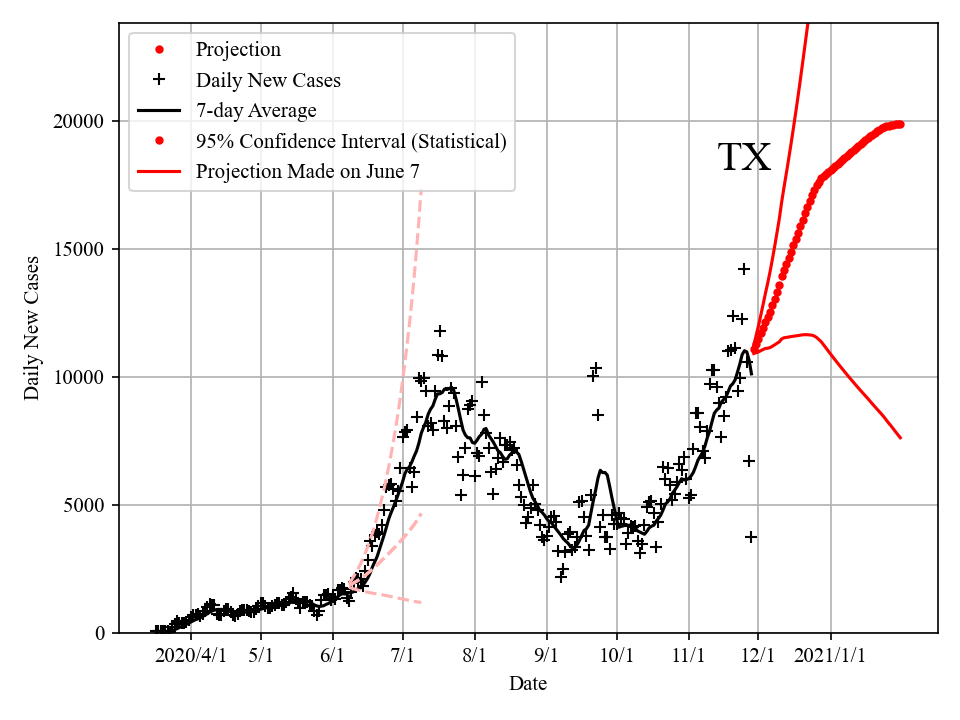 Projection
Daily New Cases
7-day Average
95% Confidence Interval (Statistical)
Projection Made on June 7
TX
Daily New Cases
20000
15000
10000
5000
0
2020/4/1 5/1 6/1 7/1 8/1 9/1 10/1 11/1 12/1 2021/1/1
Date